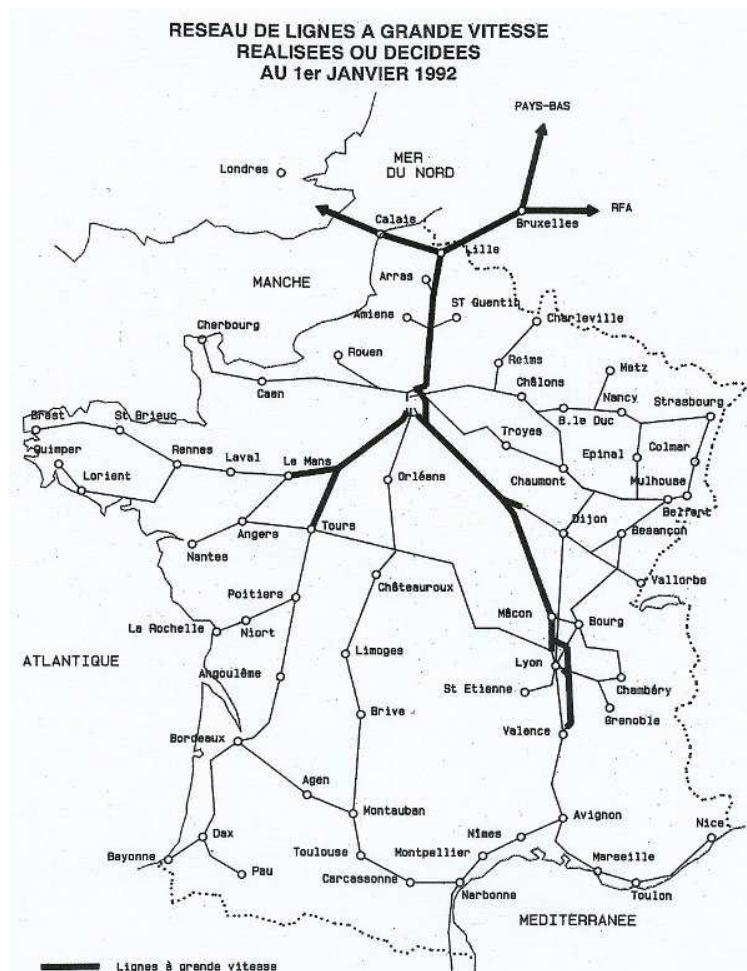 RESEAU DE LIGNES A GRANDE VITESSE
REALISEES OU DECIDEES
AU 1er JANVIER 1992
PAYS-BAS
MER
DU NORD
Londres
RFA
Bruxelles
Calais
Lille
Arras
MANCHE
Amiens
ST Quentin
Charleville
Cherbourg
Rouen
Reims
Metz
Caen
Châlons
Nancy
Strasbourg
B.le Duc
Brest
St Brieuc
Troyes
Epinal
Colmar
Quimper
Rennes
Laval
Le Mans
Chaumont
Mulhouse
Lorient
Orléans
Belfort
Angers
Tours
Dijon
Besançon
Nantes
Châteauroux
Vallorbe
Poitiers
Mâcon
Bourg
La Rochelle
Niort
ATLANTIQUE
Limoges
Lyon
Angoulême
St Etienne
Chambéry
Brive
Grenoble
Valence
Bordeaux
Agen
Montauban
Avignon
Nice
Dax
Nîmes
Bayonne
Toulouse
Montpellier
Marseille
Pau
Carcassonne
Narbonne
Toulon
MEDITERRANEE
Lignes à grande vitesse